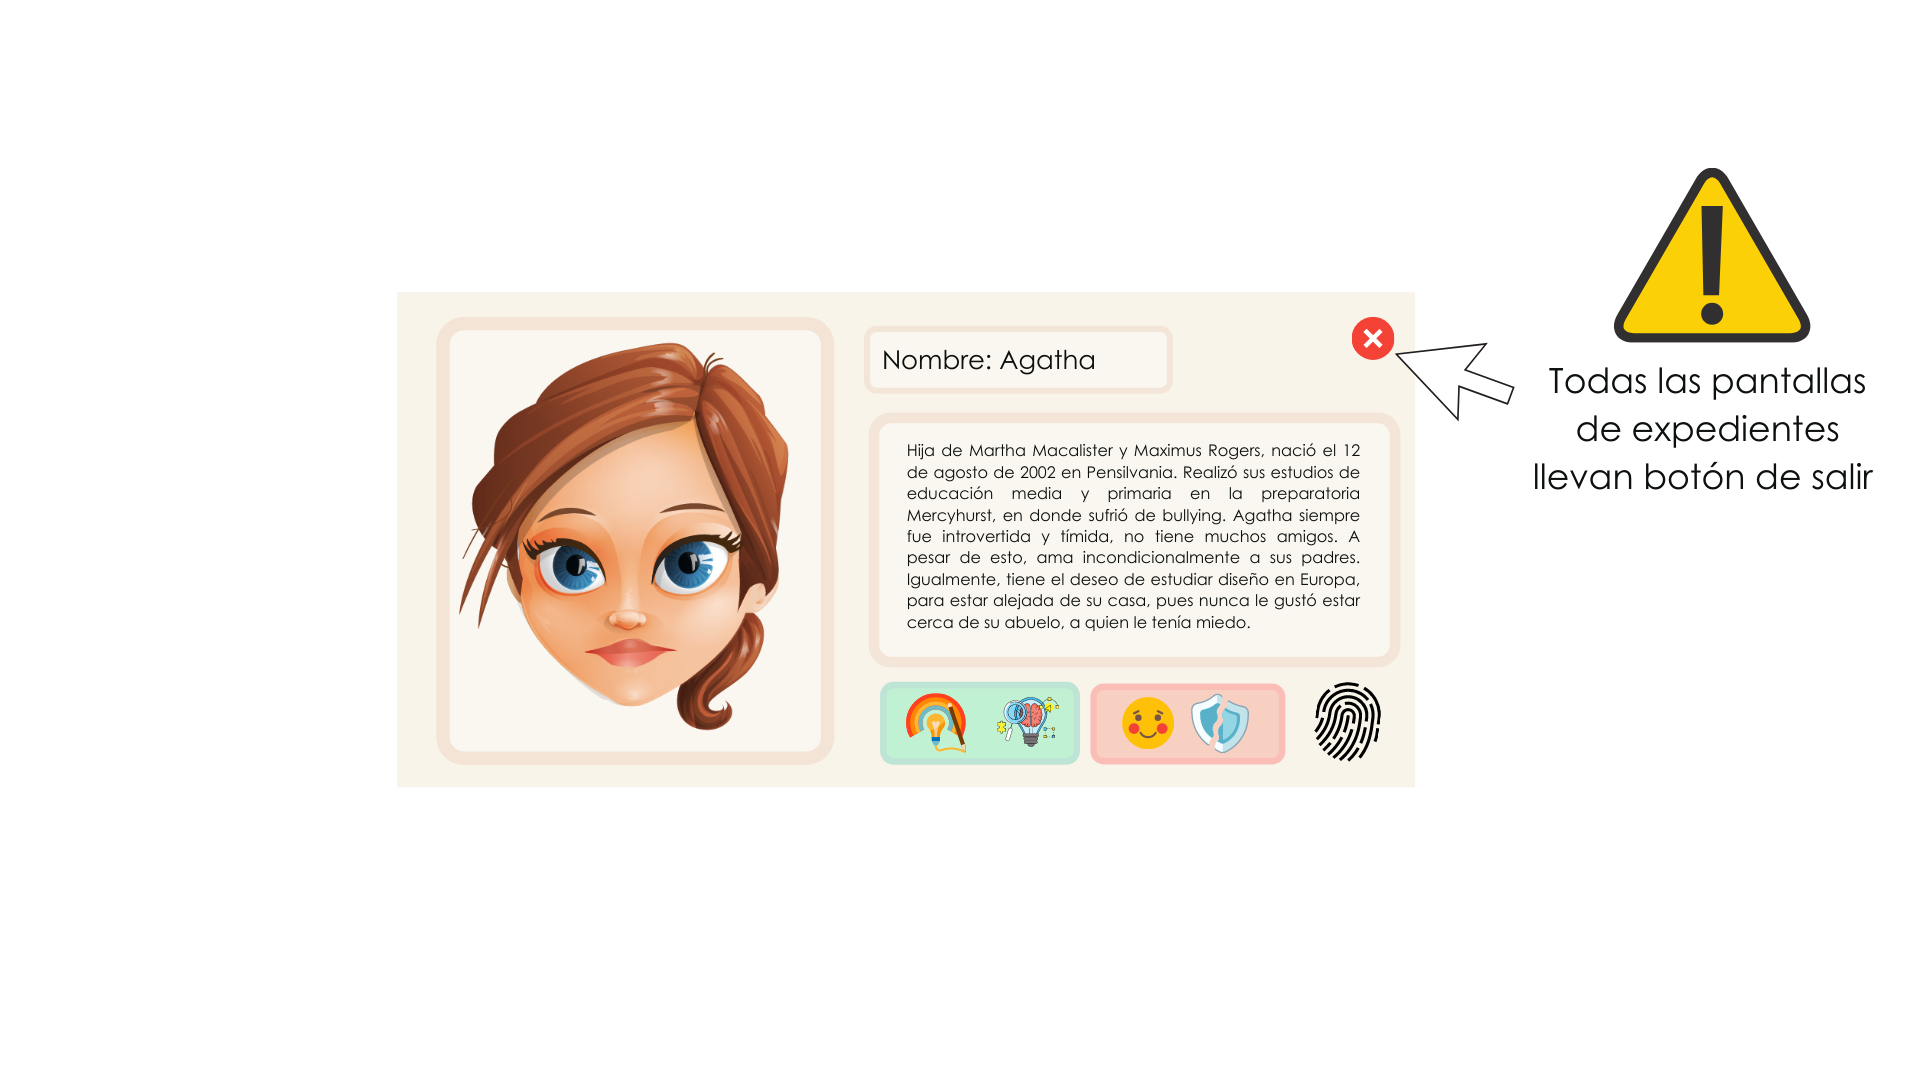 Nombre: Agatha
Hija de Martha Macalister y Maximus Rogers, nació el 12
de agosto de 2002 en Pensilvania. Realizó sus estudios de
educación media y primaria en la preparatoria
Mercyhurst, en donde sufrió de bullying. Agatha siempre
fue introvertida y tímida, no tiene muchos amigos. A
pesar de esto, ama incondicionalmente a sus padres.
Igualmente, tiene el deseo de estudiar diseño en Europa,
para estar alejada de su casa, pues nunca le gustó estar
cerca de su abuelo, a quien le tenía miedo.
Todas las pantallas
de expedientes
llevan botón de salir